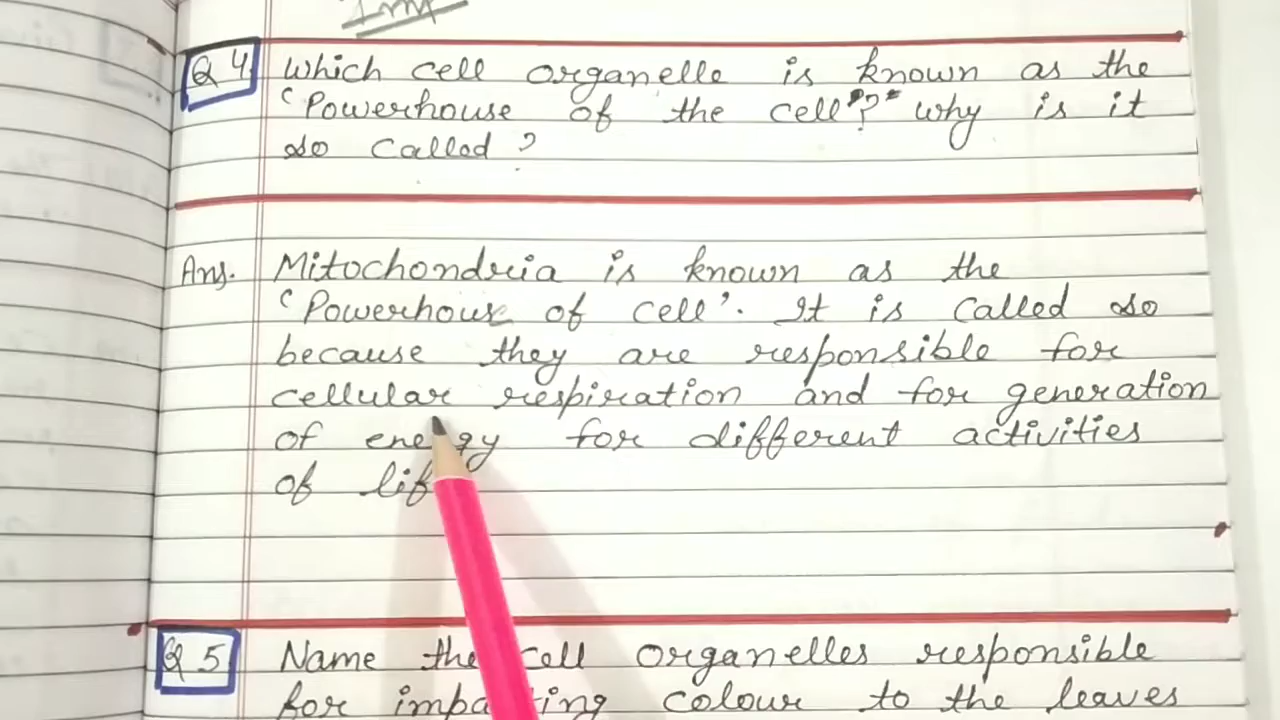 Imp
Q 4 Which cell organelle is known as the
'Powerhouse of the cell"?" why is it
so called?
Ans. Mitochondria is known as the
'Powerhouse of cell'. It is called so
because they are responsible for
cellular respiration and for generation
of energy for different activities
of lif
Q 5 Name the cell organelles responsible
for imparting colour to the leaves